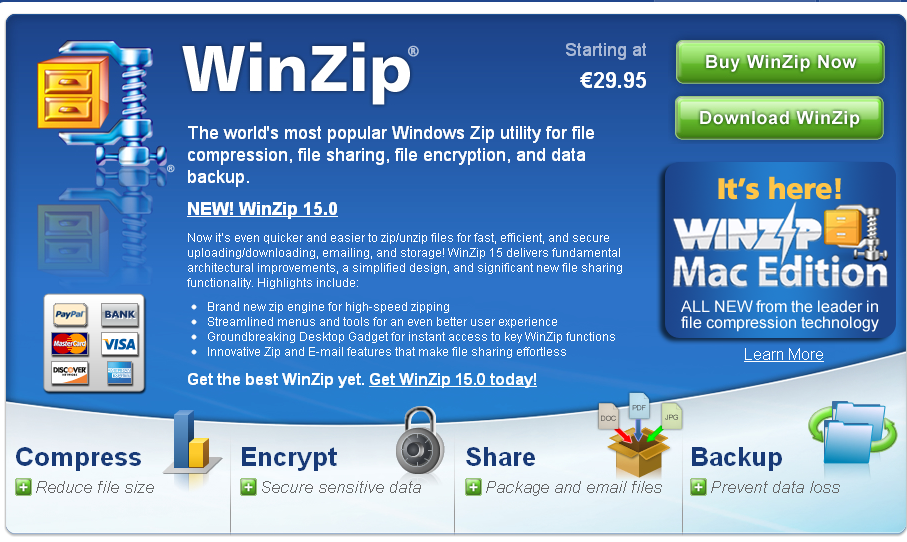 WinZip®
Starting at
€29.95
Buy WinZip Now
Download WinZip
®
The world's most popular Windows Zip utility for file
compression, file sharing, file encryption, and data
backup.
NEW! WinZip 15.0
Now it's even quicker and easier to zip/unzip files for fast, efficient, and secure
uploading/downloading, emailing, and storage! WinZip 15 delivers fundamental
architectural improvements, a simplified design, and significant new file sharing
functionality. Highlights include:
• Brand new zip engine for high-speed zipping
• Streamlined menus and tools for an even better user experience
• Groundbreaking Desktop Gadget for instant access to key WinZip functions
• Innovative Zip and E-mail features that make file sharing effortless
Get the best WinZip yet. Get WinZip 15.0 today!
It's here!
WINZIP
Mac Edition
ALL NEW from the leader in
file compression technology
Learn More
PayPal BANK
MasterCard VISA
DISCOVER
Compress
Reduce file size
Encrypt
Secure sensitive data
DOC PDF JPG
Share
Package and email files
Backup
Prevent data loss